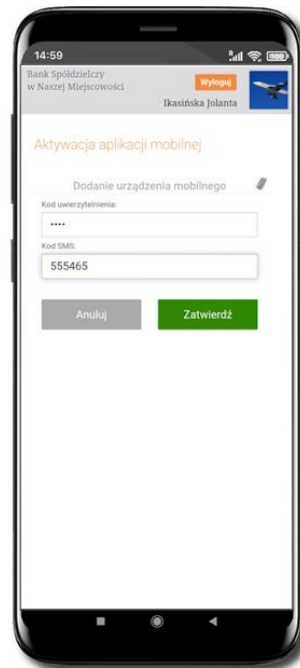 14:59
Bank Spółdzielczy
w Naszej Miejscowości
Wyloguj
Ikasińska Jolanta
Aktywacja aplikacji mobilnej
Dodanie urządzenia mobilnego
Kod uwierzytelnienia:
••••
Kod SMS:
555465
Anuluj
Zatwierdź